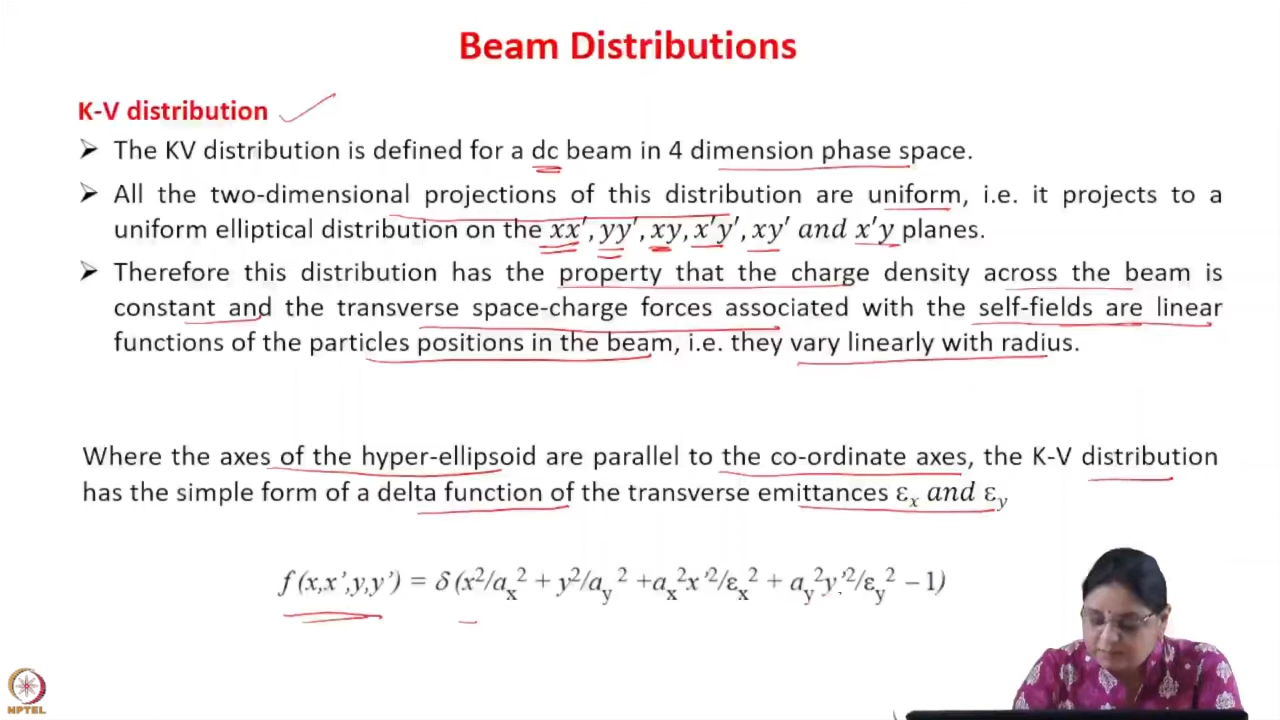 Beam Distributions
K-V distribution
➢ The KV distribution is defined for a dc beam in 4 dimension phase space.
➢ All the two-dimensional projections of this distribution are uniform, i.e. it projects to a
uniform elliptical distribution on the xx′, yy′, xy, x′y′, xy′ and x′y planes.
➢ Therefore this distribution has the property that the charge density across the beam is
constant and the transverse space-charge forces associated with the self-fields are linear
functions of the particles positions in the beam, i.e. they vary linearly with radius.
Where the axes of the hyper-ellipsoid are parallel to the co-ordinate axes, the K-V distribution
has the simple form of a delta function of the transverse emittances εₓ and ε_y
f(x,x’,y,y’) = δ (x²/aₓ² + y²/a_y² +aₓ²x’²/εₓ² + a_y²y’²/ε_y² – 1)
NPTEL